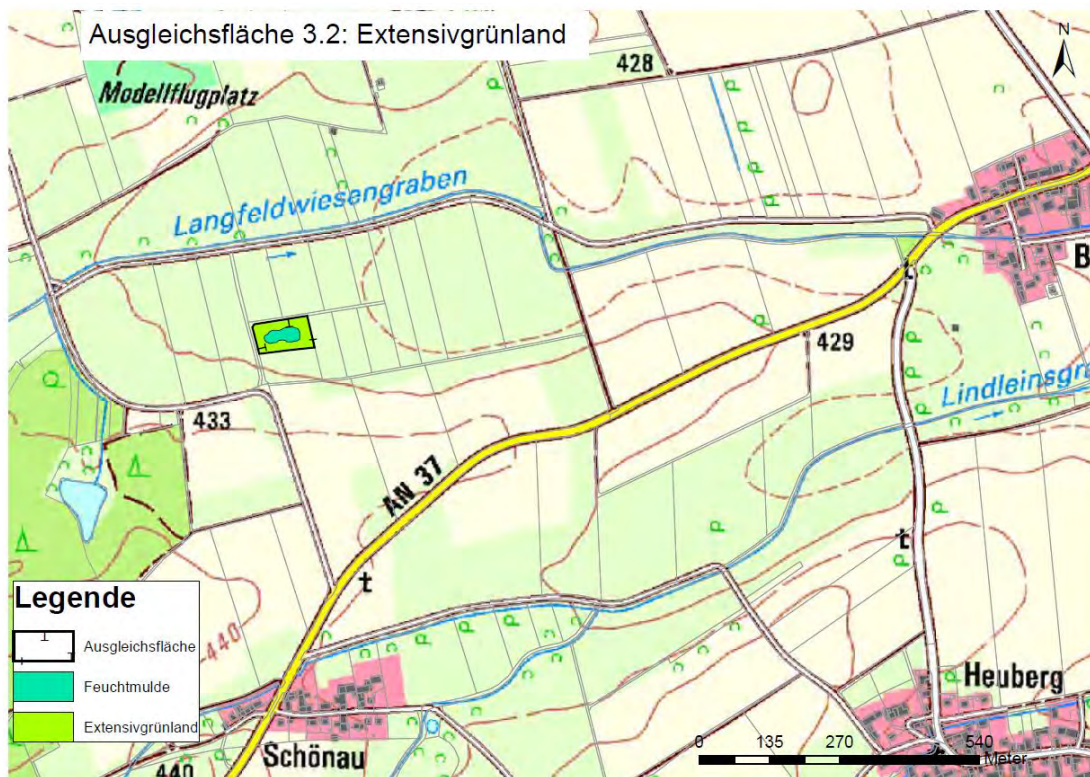 Ausgleichsfläche 3.2: Extensivgrünland
N
428
Modellflugplatz
Langfeldwiesengraben
B
429
Lindleinsgra
433
AN 37
Legende
Ausgleichsfläche
Feuchtmulde
Extensivgrünland
440
Heuberg
Schönau
440
0 135 270 540
Meter